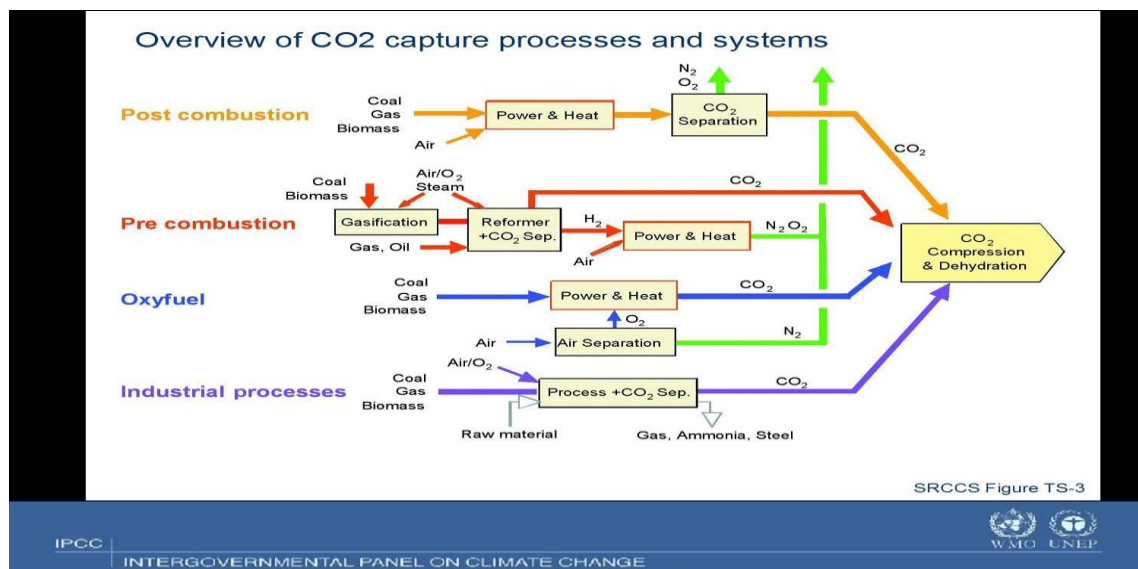 Overview of CO2 capture processes and systems
N₂
O₂
Post combustion
Coal
Gas
Biomass
Air
Power & Heat
CO₂
Separation
CO₂
Pre combustion
Coal
Biomass
Air/O₂
Steam
Gasification
Gas, Oil
Reformer
+CO₂ Sep.
H₂
Air
Power & Heat
N₂ O₂
CO₂
CO₂
Compression
& Dehydration
Oxyfuel
Coal
Gas
Biomass
Power & Heat
CO₂
O₂
Air
Air Separation
N₂
Industrial processes
Coal
Gas
Biomass
Air/O₂
Process +CO₂ Sep.
CO₂
Raw material
Gas, Ammonia, Steel
SRCCS Figure TS-3
IPCC
INTERGOVERNMENTAL PANEL ON CLIMATE CHANGE
WMO UNEP